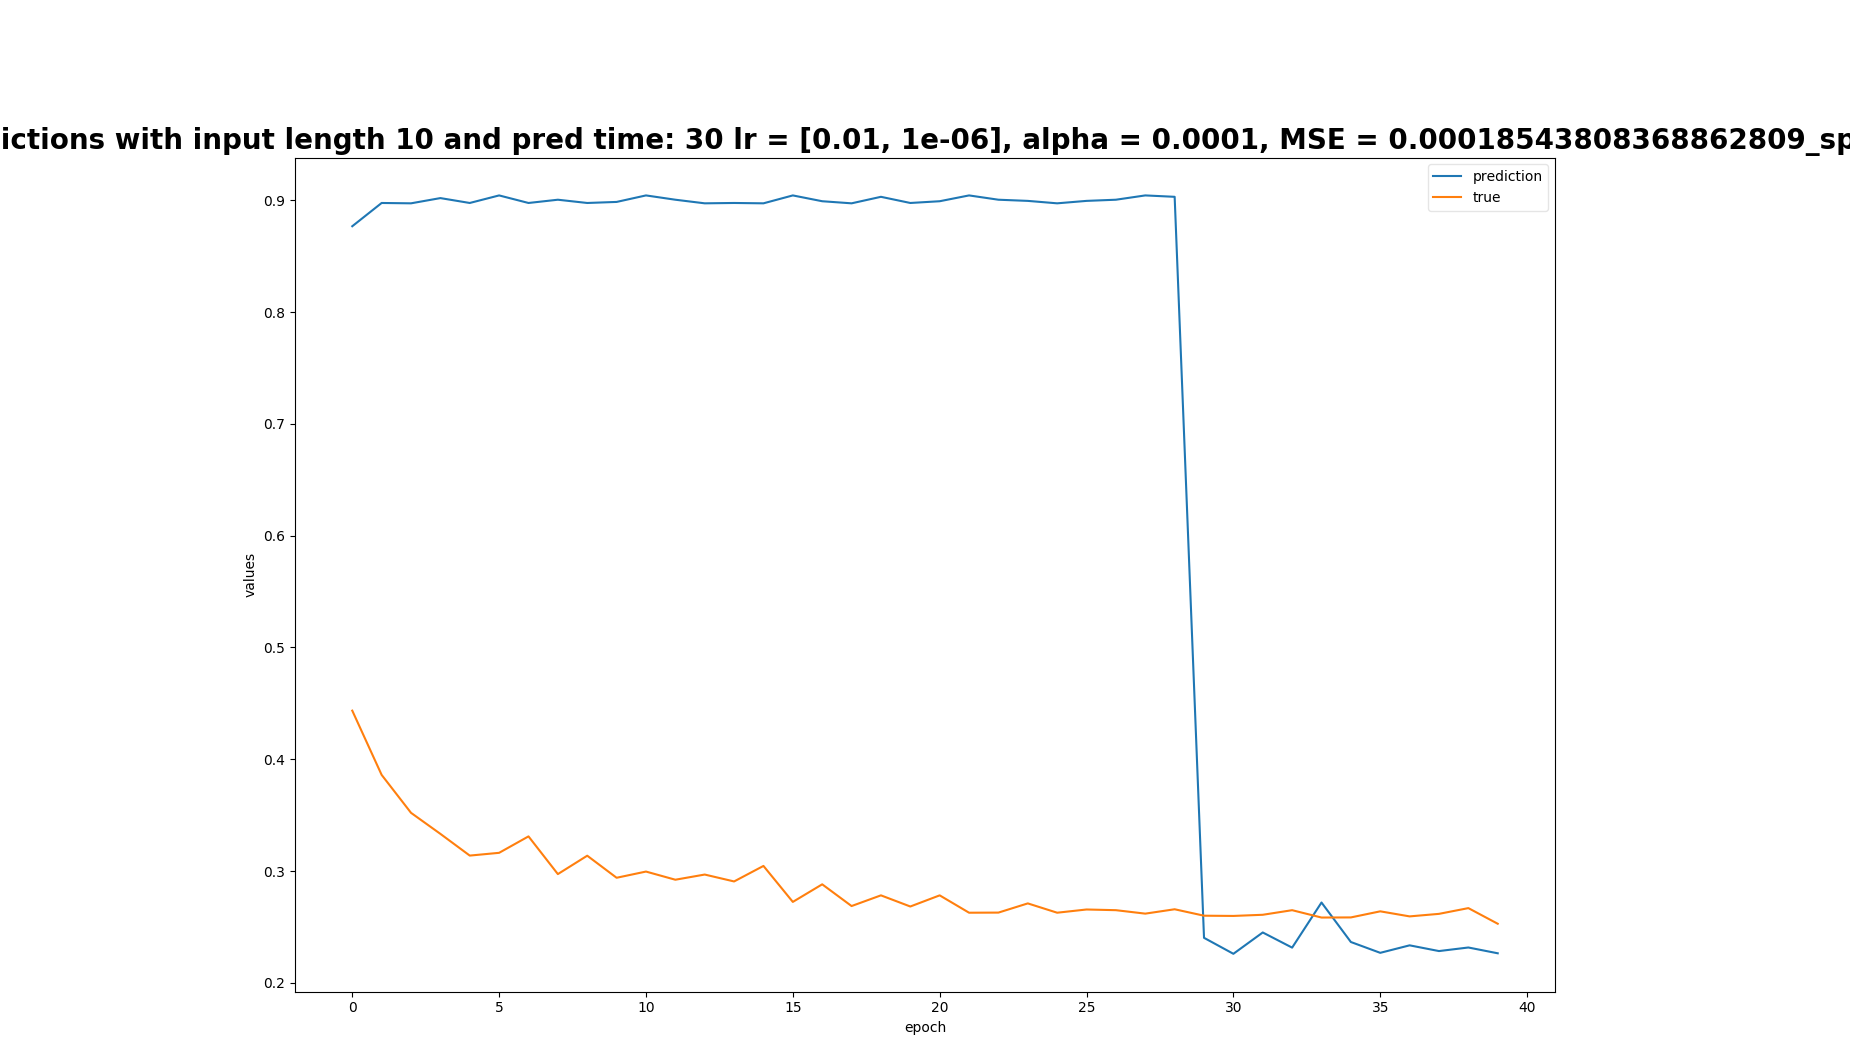 ictions with input length 10 and pred time: 30 lr = [0.01, 1e-06], alpha = 0.0001, MSE = 0.00018543808368862809_sp
prediction
true
0.9
0.8
0.7
0.6
0.5
0.4
0.3
0.2
values
0 5 10 15 20 25 30 35 40
epoch